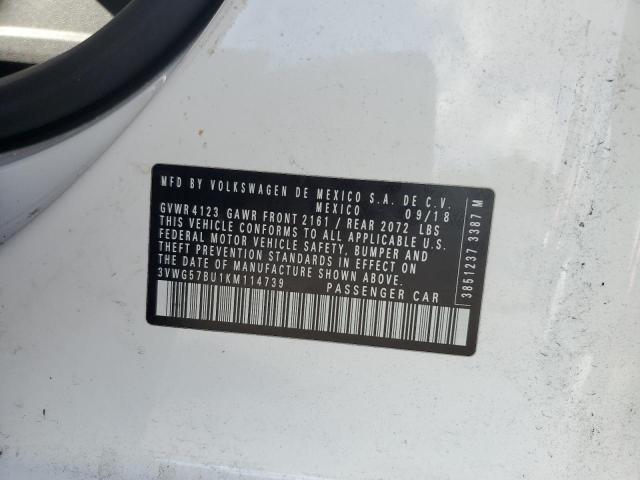 MFD BY VOLKSWAGEN DE MEXICO S.A. DE C.V.
MEXICO 09/18
GVWR4123 GAWR FRONT 2161 / REAR 2072 LBS
THIS VEHICLE CONFORMS TO ALL APPLICABLE U.S.
FEDERAL MOTOR VEHICLE SAFETY, BUMPER AND
THEFT PREVENTION STANDARDS IN EFFECT ON
THE DATE OF MANUFACTURE SHOWN ABOVE.
3VWG57BU1KM114739 PASSENGER CAR
3851237 3387 M